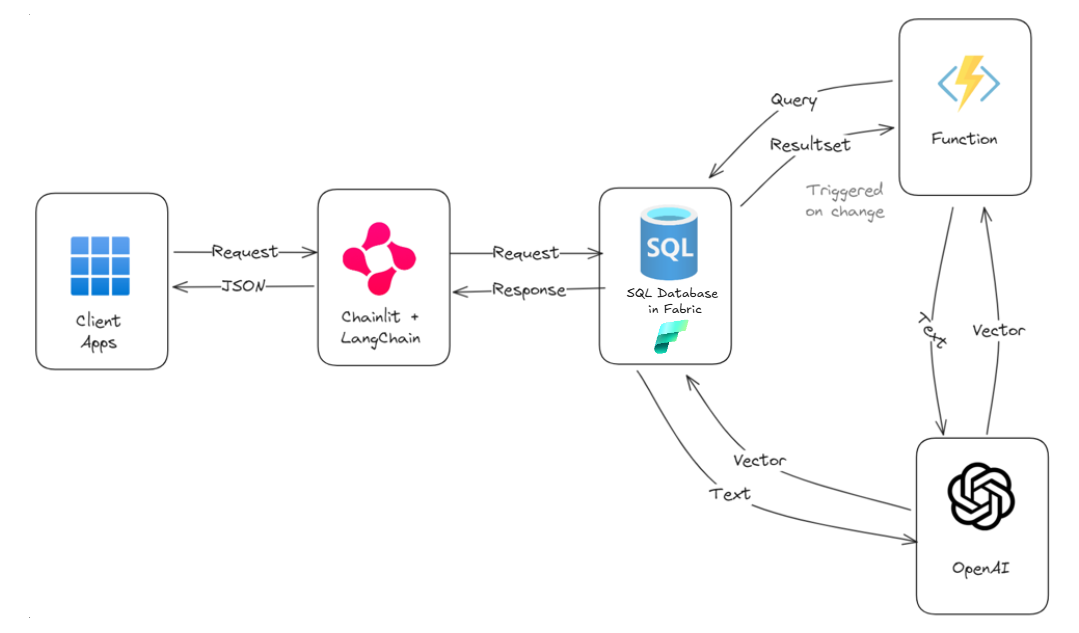 Function
Query
Resultset
Triggered
on change
Client
Apps
Request
JSON
Chainlit +
LangChain
Request
Response
SQL
SQL Database
in Fabric
Text
Vector
Vector
Text
OpenAI